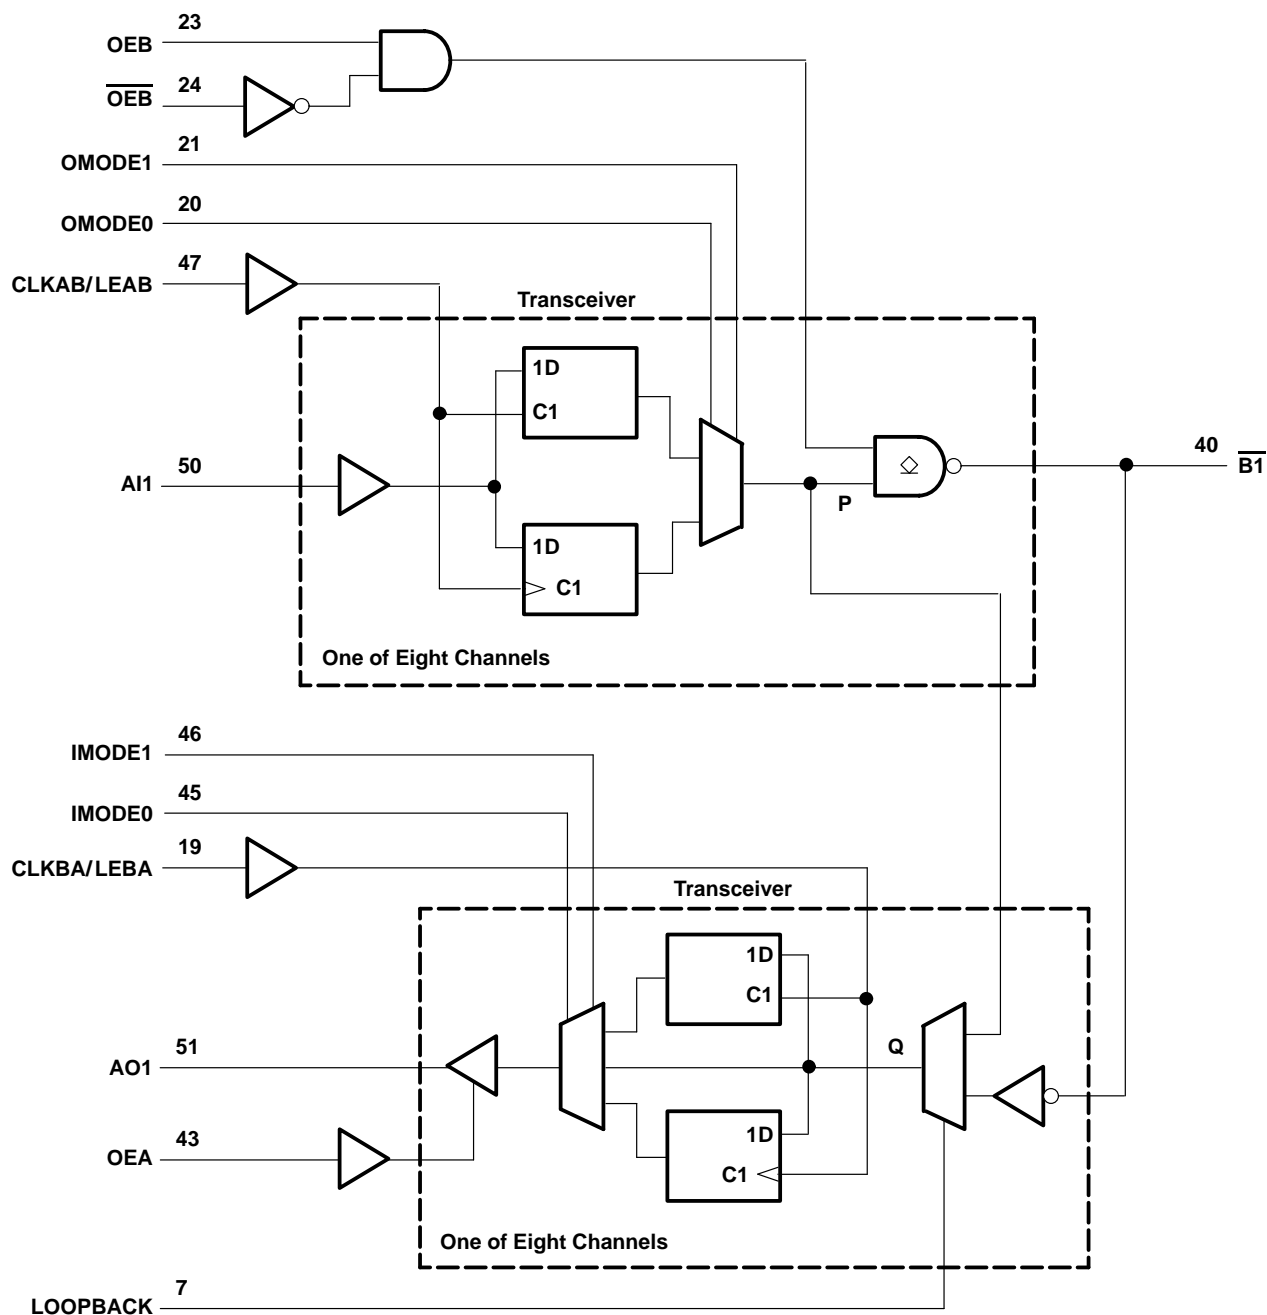 23
OEB
24
OEB
21
OMODE1
20
OMODE0
47
CLKAB/LEAB
Transceiver
1D
C1
50
AI1
40
B1
P
1D
C1
One of Eight Channels
46
IMODE1
45
IMODE0
19
CLKBA/LEBA
Transceiver
1D
C1
51
AO1
Q
43
OEA
1D
C1
One of Eight Channels
7
LOOPBACK